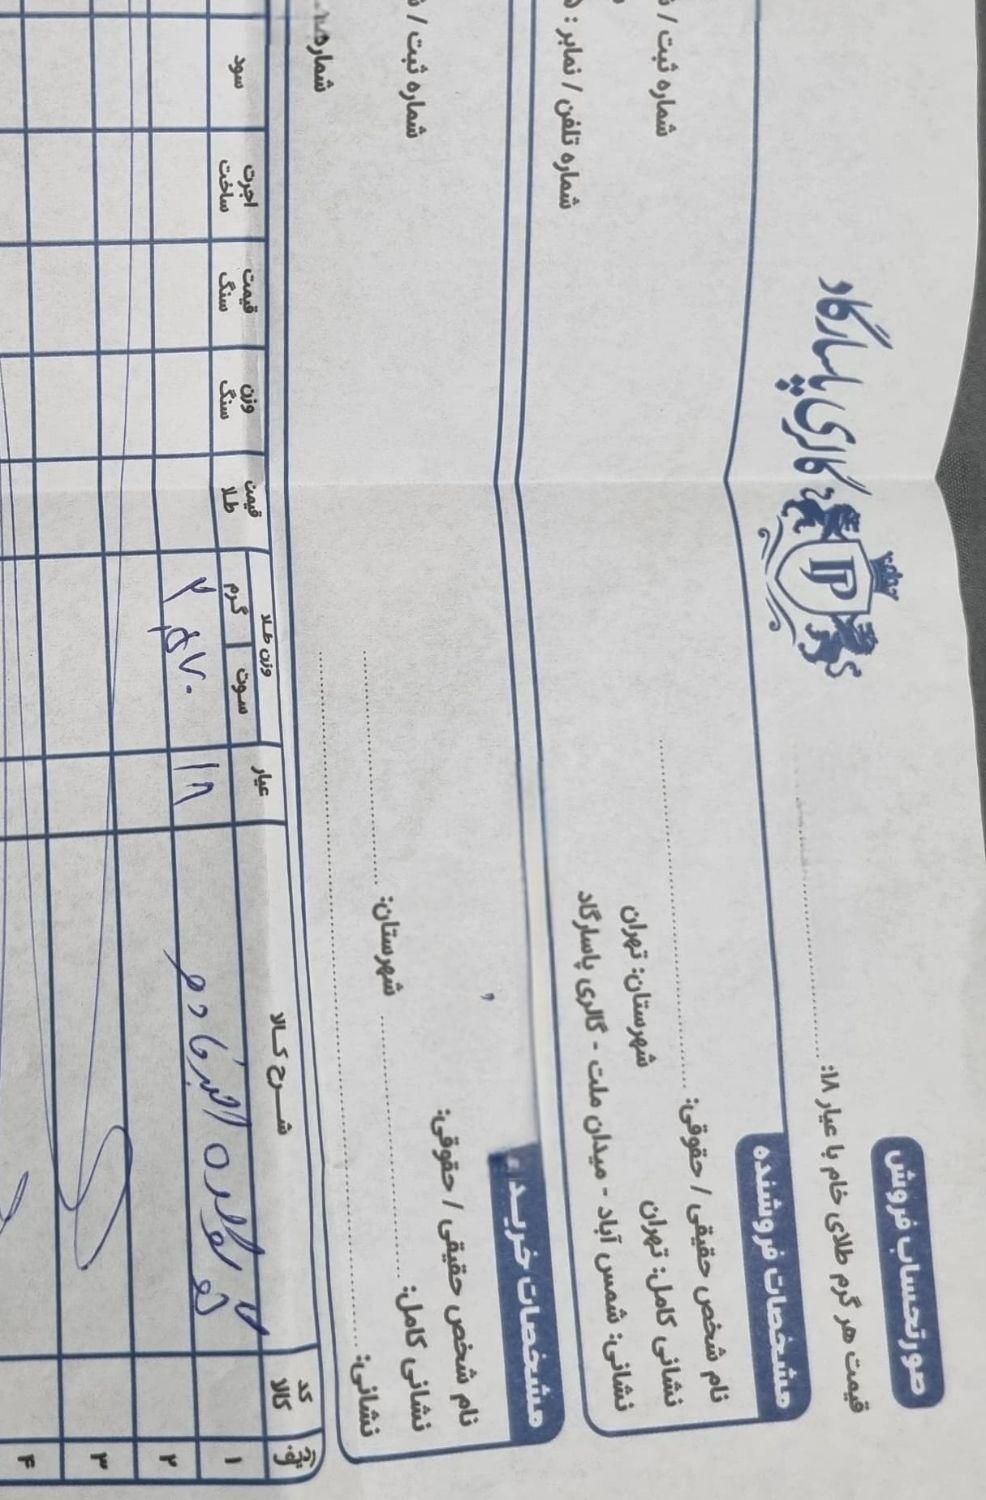 گالری پاسارگاد
صورتحساب فروش
قیمت هر گرم طلای خام با عیار ۱۸:
مشخصات فروشنده
نام شخص حقیقی / حقوقی: شماره ثبت /
نشانی کامل: تهران شهرستان: تهران
نشانی: شمس آباد - میدان ملت - گالری پاسارگاد شماره تلفن / نمابر:
مشخصات خریدار
نام شخص حقیقی / حقوقی: شماره ثبت /
نشانی کامل: شهرستان:
نشانی: شماره
ردیف کد کالا شرح کالا عیار وزن طلا گرم سوت قیمت طلا وزن سنگ قیمت سنگ اجرت ساخت سود
۱ گوشواره ۱۸ ۲ ۵۷۰
۲
۳
۴